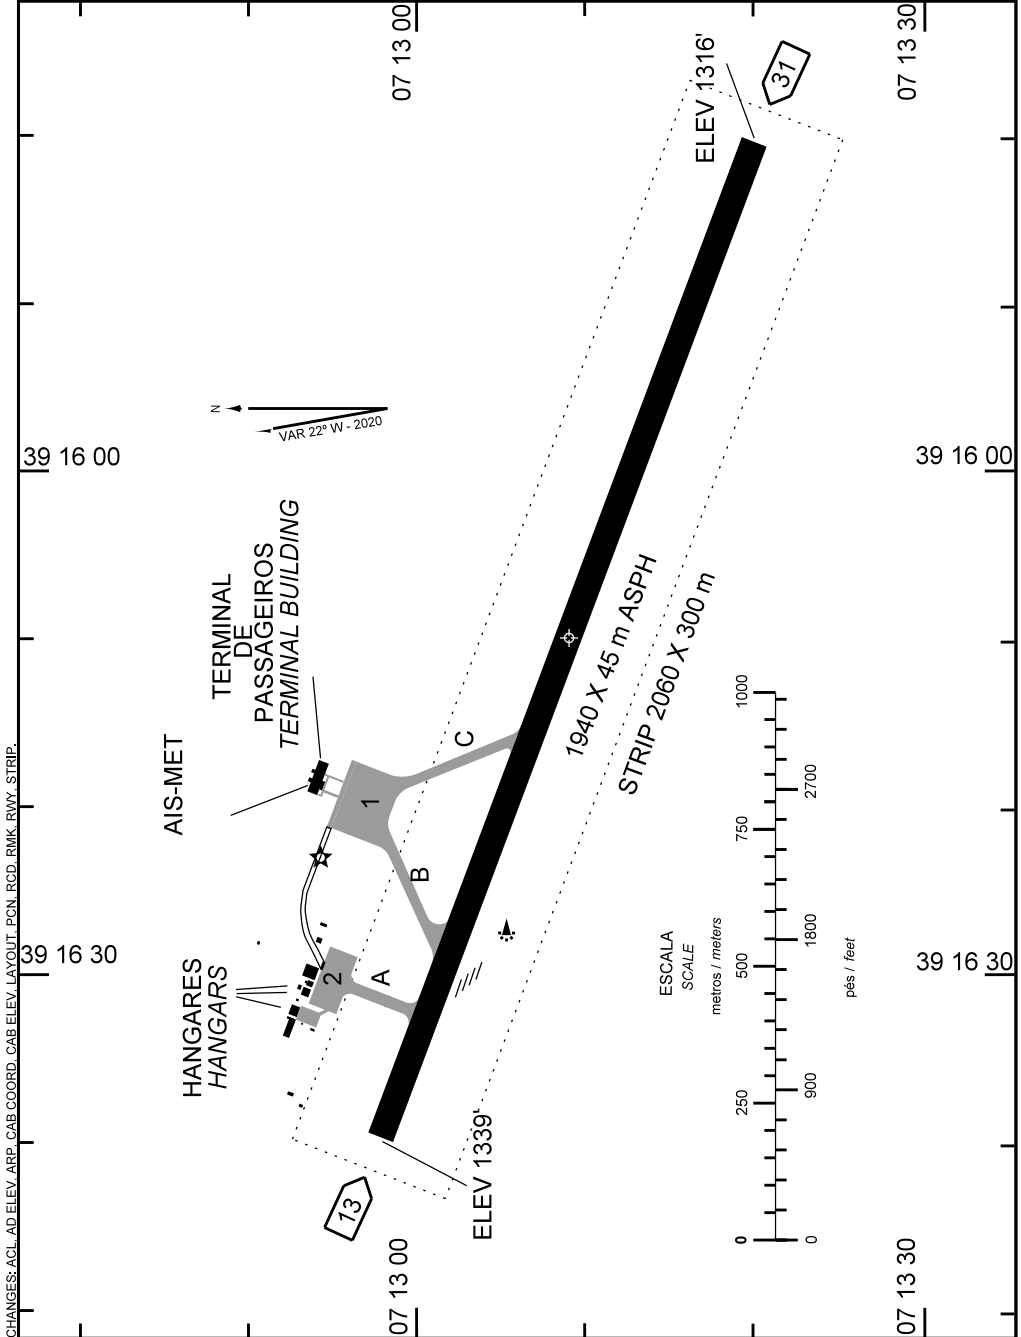 CHANGES: ACL, AD ELEV, ARP, CAB COORD, CAB ELEV, LAYOUT, PCN, RCD, RMK, RWY, STRIP.
07 13 00
07 13 30
ELEV 1316'
31
N
VAR 22º W - 2020
39 16 00
39 16 00
TERMINAL
DE
PASSAGEIROS
TERMINAL BUILDING
AIS-MET
1
C
B
1940 X 45 m ASPH
STRIP 2060 X 300 m
39 16 30
39 16 30
HANGARES
HANGARS
2
A
ELEV 1339'
13
ESCALA
SCALE
metros / meters
0
250
500
750
1000
0
900
1800
2700
pés / feet
07 13 00
07 13 30